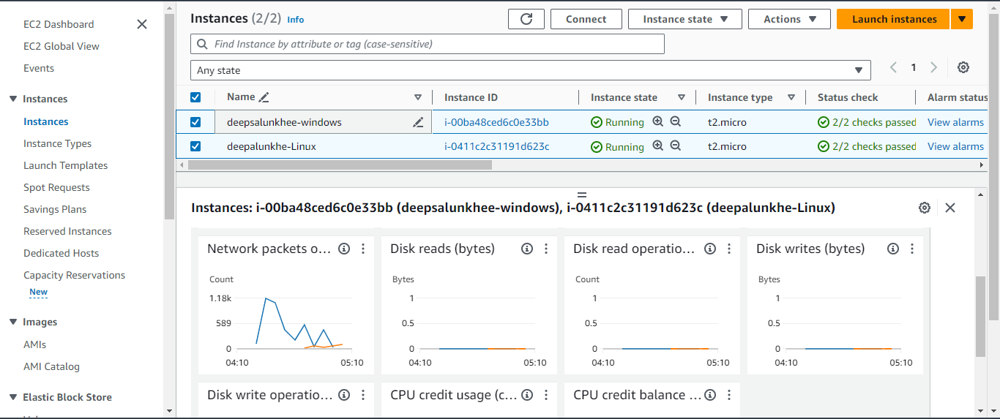 EC2 Dashboard
EC2 Global View
Events
Instances
Instances
Instance Types
Launch Templates
Spot Requests
Savings Plans
Reserved Instances
Dedicated Hosts
Capacity Reservations
New
Images
AMIs
AMI Catalog
Elastic Block Store
Instances (2/2) Info
Connect
Instance state
Actions
Launch instances
Find Instance by attribute or tag (case-sensitive)
Any state
1
Name Instance ID Instance state Instance type Status check Alarm status
deepsalunkhee-windows i-00ba48ced6c0e33bb Running t2.micro 2/2 checks passed View alarms
deepalunkhe-Linux i-0411c2c31191d623c Running t2.micro 2/2 checks passed View alarms
Instances: i-00ba48ced6c0e33bb (deepsalunkhee-windows), i-0411c2c31191d623c (deepalunkhe-Linux)
Network packets o...
Count
1.18k
589
0
04:10 05:10
Disk reads (bytes)
Bytes
1
0.5
0
04:10 05:10
Disk read operatio...
Count
1
0.5
0
04:10 05:10
Disk writes (bytes)
Bytes
1
0.5
0
04:10 05:10
Disk write operatio...
CPU credit usage (c...
CPU credit balance ...